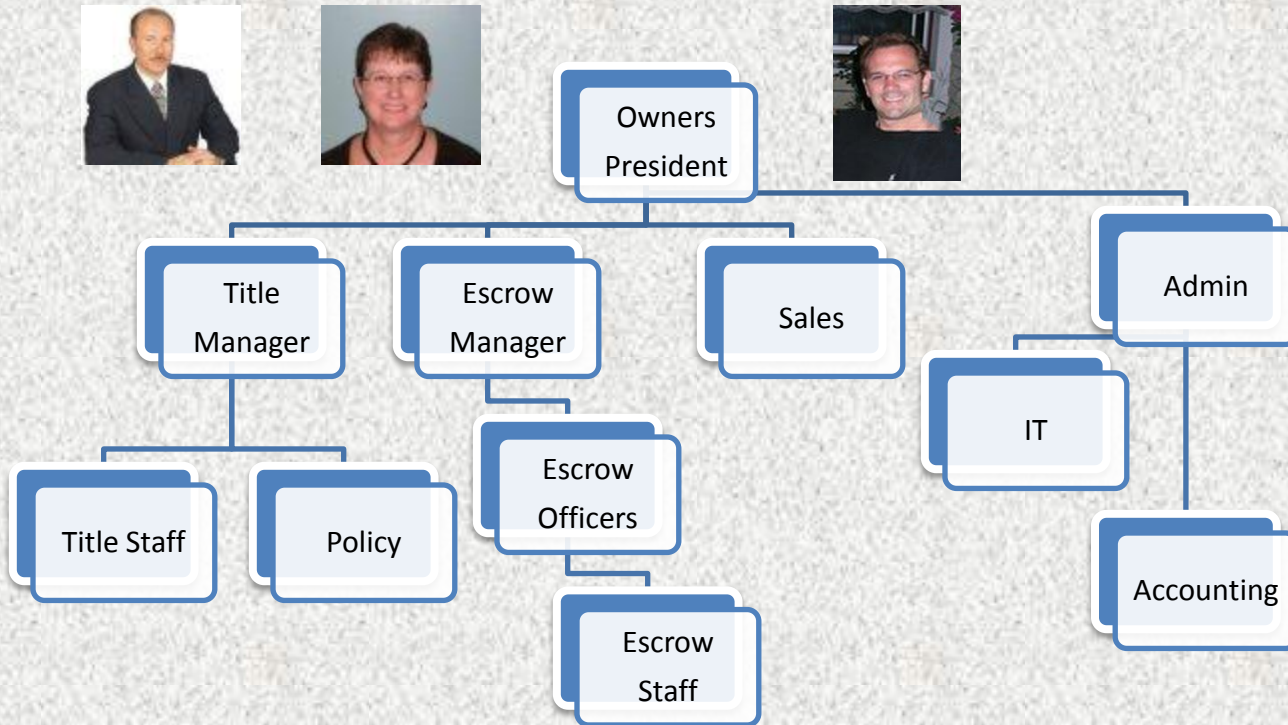 Owners
President
Title
Manager
Escrow
Manager
Sales
Admin
IT
Title Staff
Policy
Escrow
Officers
Accounting
Escrow
Staff